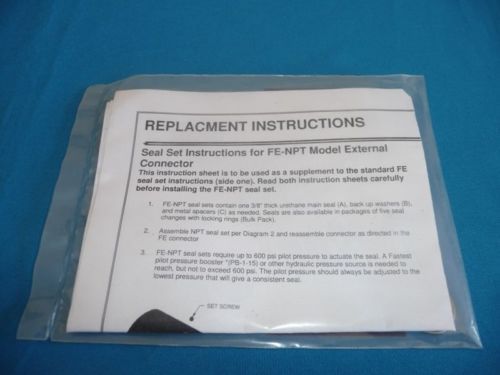 REPLACMENT INSTRUCTIONS
Seal Set Instructions for FE-NPT Model External
Connector
This instruction sheet is to be used as a supplement to the standard FE
seal set instructions (side one). Read both instruction sheets carefully
before installing the FE-NPT seal set.
1. FE-NPT seal sets contain one 3/8" thick urethane main seal (A), back up washers (B),
and metal spacers (C) as needed. Seals are also available in packages of five seal
changes with locking rings (Bulk Pack).
2. Assemble NPT seal set per Diagram 2 and reassemble connector as directed in the
FE connector
3. FE-NPT seal sets require up to 600 psi pilot pressure to actuate the seal. A Fastest
pilot pressure booster "(PB-1-15) or other hydraulic pressure source is needed to
reach, but not to exceed 600 psi. The pilot pressure should always be adjusted to the
lowest pressure that will give a consistent seal.
SET SCREW